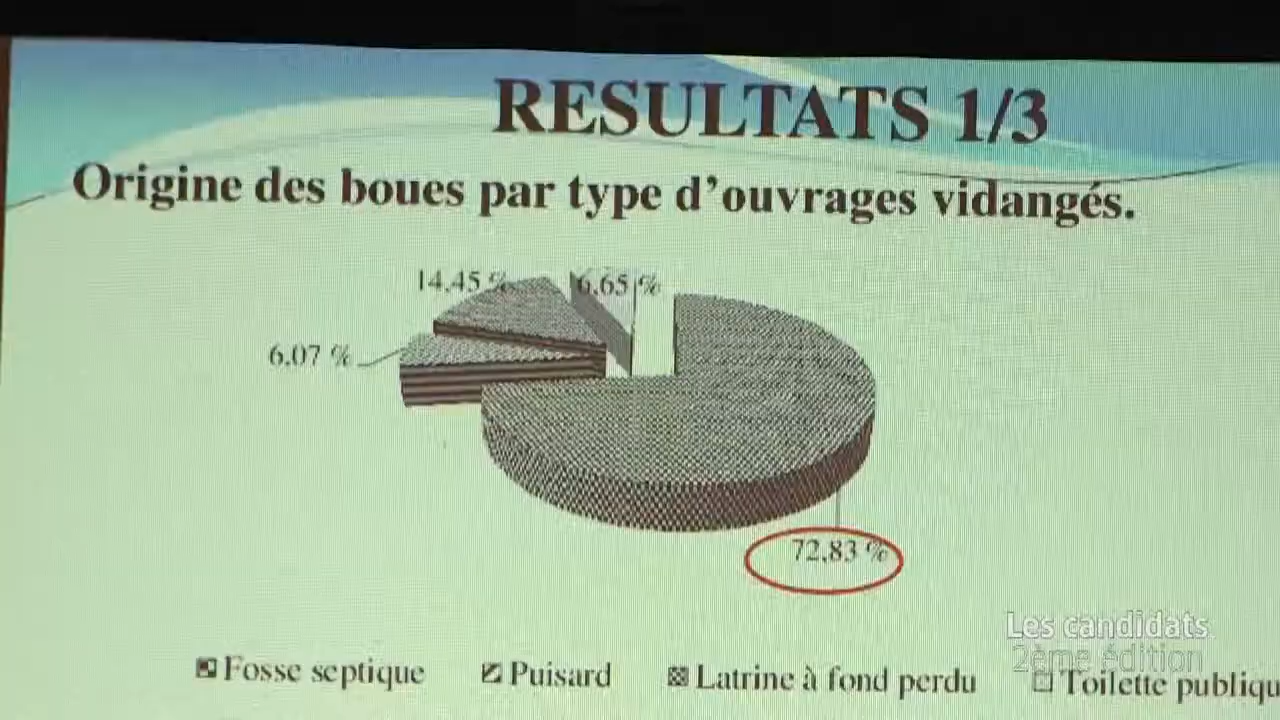 RESULTATS 1/3
Origine des boues par type d'ouvrages vidangés.
14,45 % 6,65 %
6,07 %
72,83 %
Les candidats
2ème édition
Fosse septique Puisard Latrine à fond perdu Toilette publiqu